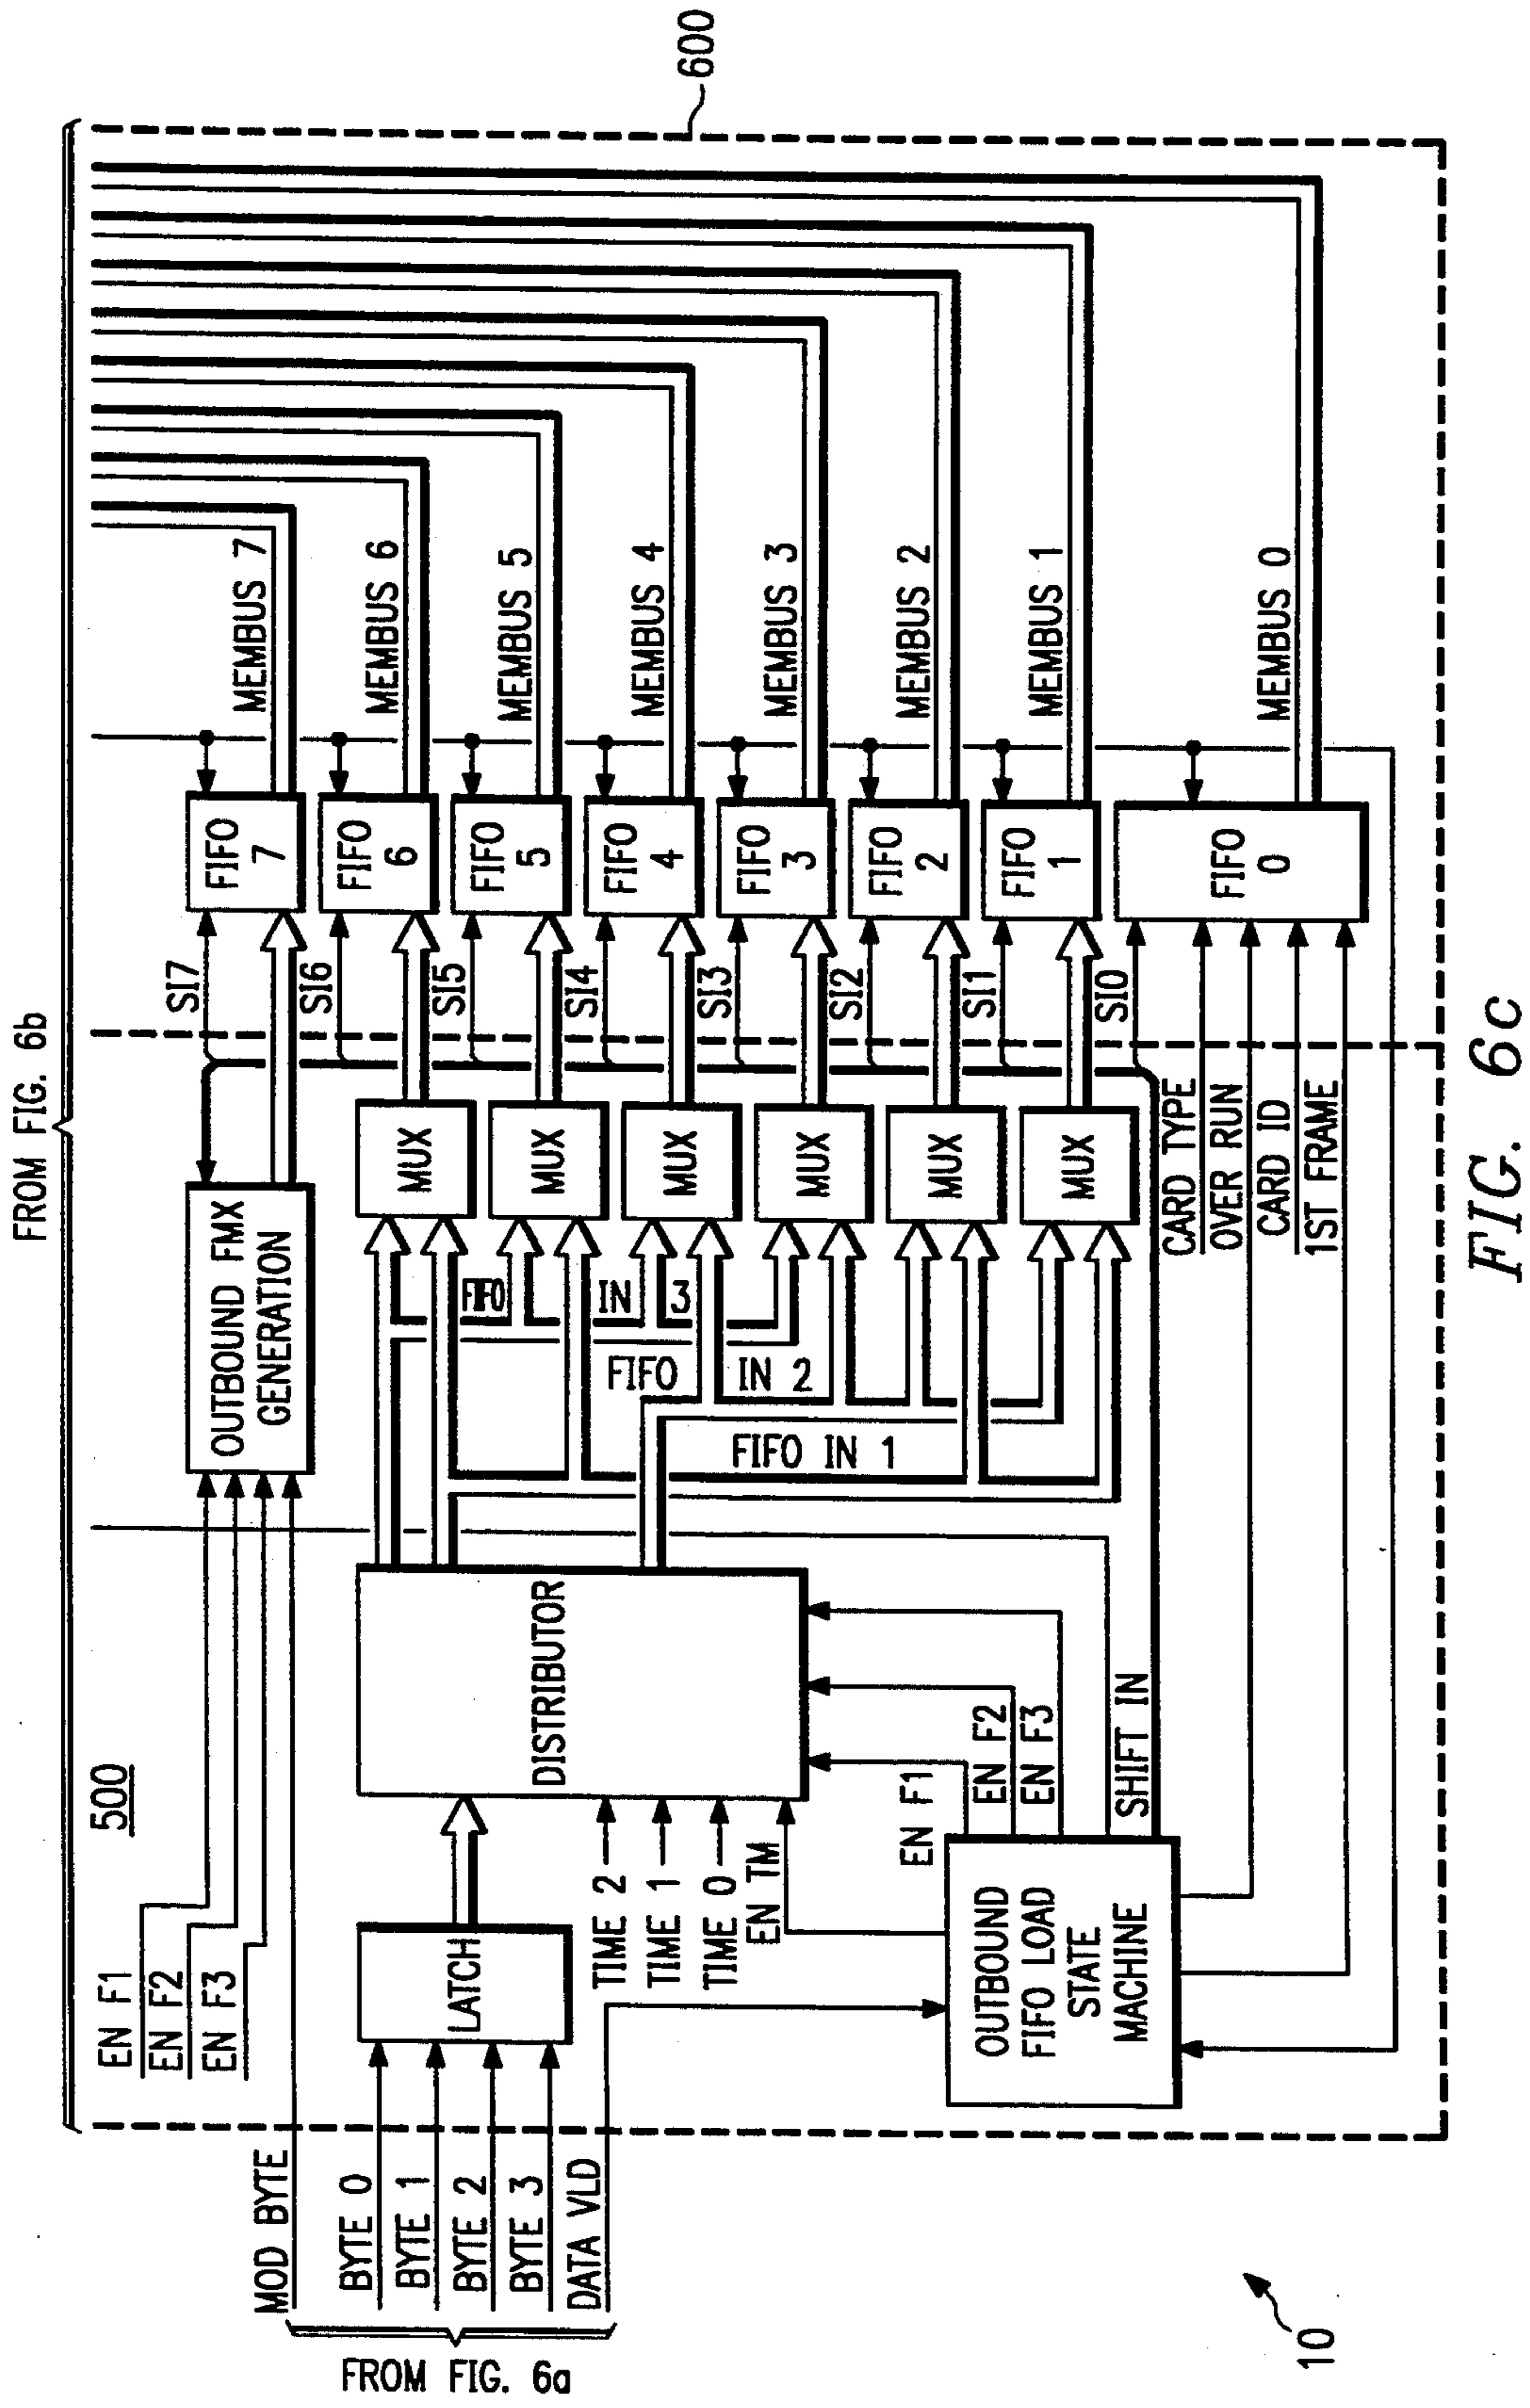 FROM FIG. 6b
500
600
EN F1
EN F2
EN F3
MOD BYTE
BYTE 0
BYTE 1
BYTE 2
BYTE 3
DATA VLD
FROM FIG. 6a
10
OUTBOUND FMX
GENERATION
LATCH
DISTRIBUTOR
TIME 2
TIME 1
TIME 0
EN TM
OUTBOUND
FIFO LOAD
STATE
MACHINE
EN F1
EN F2
EN F3
SHIFT IN
FIFO IN 3
FIFO IN 2
FIFO IN 1
MUX
MUX
MUX
MUX
MUX
MUX
CARD TYPE
OVER RUN
CARD ID
1ST FRAME
SI7
SI6
SI5
SI4
SI3
SI2
SI1
SI0
FIFO
7
FIFO
6
FIFO
5
FIFO
4
FIFO
3
FIFO
2
FIFO
1
FIFO
0
MEMBUS 7
MEMBUS 6
MEMBUS 5
MEMBUS 4
MEMBUS 3
MEMBUS 2
MEMBUS 1
MEMBUS 0
FIG. 6c